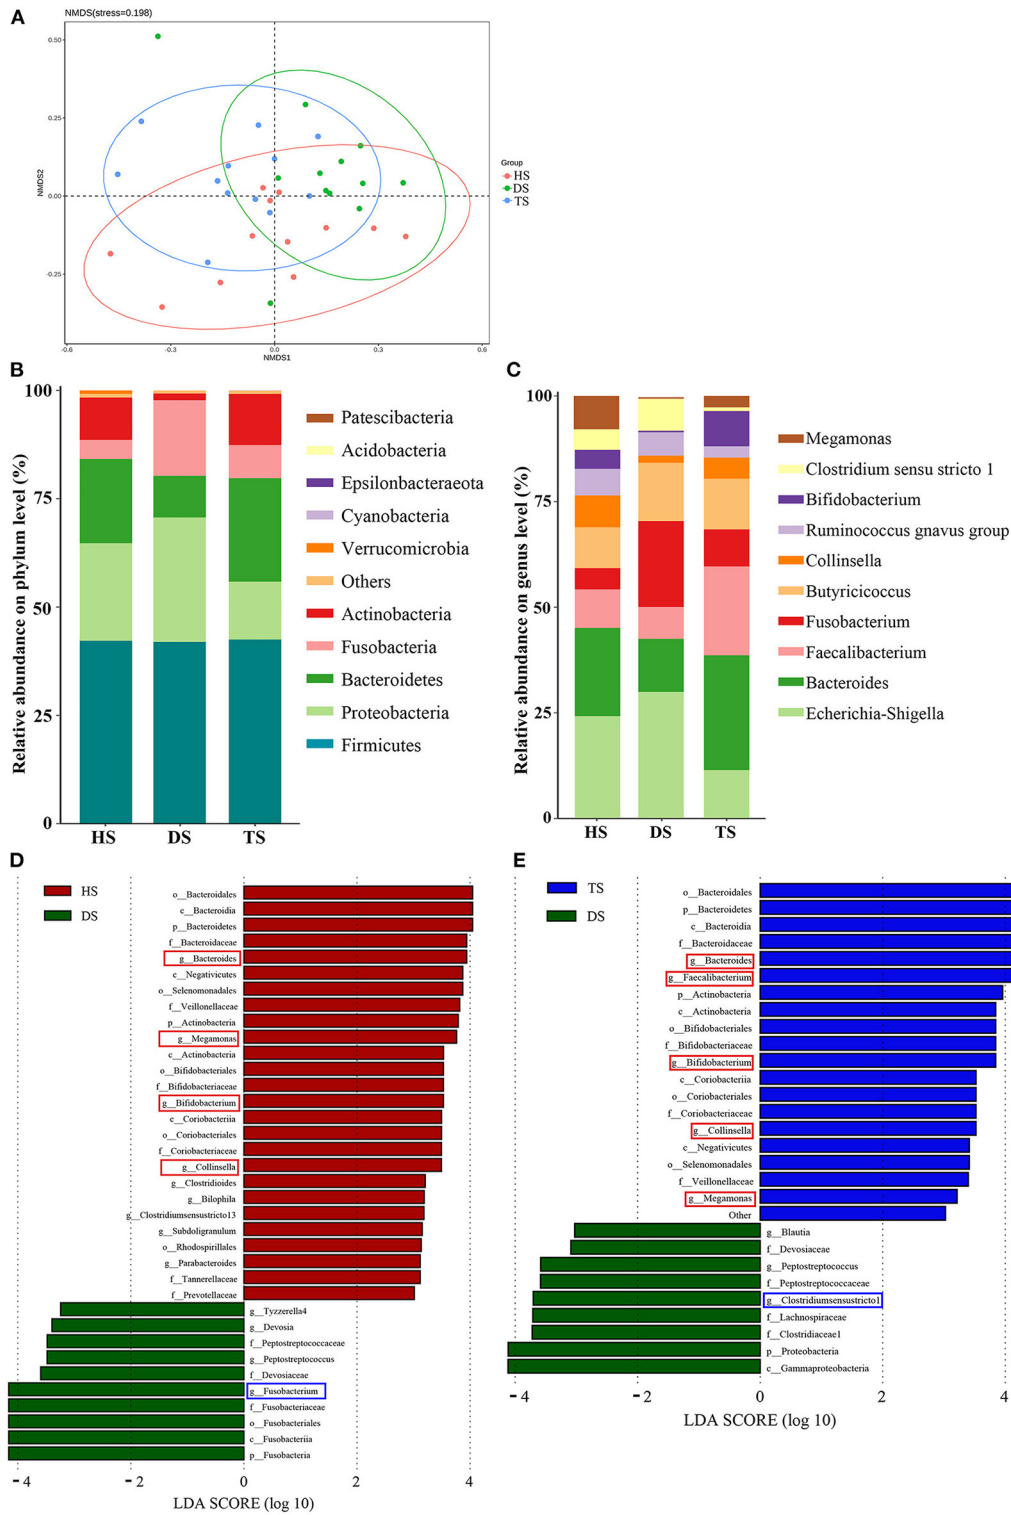 A
NMDS(stress=0.198)
0.50
0.25
0.00
-0.25
NMDS2
-0.6
-0.3
0.0
0.3
0.6
NMDS1
Group
HS
DS
TS
B
Relative abundance on phylum level (%)
100
75
50
25
0
HS
DS
TS
Patescibacteria
Acidobacteria
Epsilonbacteraeota
Cyanobacteria
Verrucomicrobia
Others
Actinobacteria
Fusobacteria
Bacteroidetes
Proteobacteria
Firmicutes
C
Relative abundance on genus level (%)
100
75
50
25
0
HS
DS
TS
Megamonas
Clostridium sensu stricto 1
Bifidobacterium
Ruminococcus gnavus group
Collinsella
Butyricicoccus
Fusobacterium
Faecalibacterium
Bacteroides
Echerichia-Shigella
D
HS
DS
o__Bacteroidales
c__Bacteroidia
p__Bacteroidetes
f__Bacteroidaceae
g__Bacteroides
c__Negativicutes
o__Selenomonadales
f__Veillonellaceae
p__Actinobacteria
g__Megamonas
c__Actinobacteria
o__Bifidobacteriales
f__Bifidobacteriaceae
g__Bifidobacterium
c__Coriobacteriia
o__Coriobacteriales
f__Coriobacteriaceae
g__Collinsella
g__Clostridioides
g__Bilophila
g__Clostridiumsensustricto13
g__Subdoligranulum
o__Rhodospirillales
g__Parabacteroides
f__Tannerellaceae
f__Prevotellaceae
g__Tyzzerella4
g__Devosia
f__Peptostreptococcaceae
g__Peptostreptococcus
f__Devosiaceae
g__Fusobacterium
f__Fusobacteriaceae
o__Fusobacteriales
c__Fusobacteriia
p__Fusobacteria
-4
-2
0
2
4
LDA SCORE (log 10)
E
TS
DS
o__Bacteroidales
p__Bacteroidetes
c__Bacteroidia
f__Bacteroidaceae
g__Bacteroides
g__Faecalibacterium
p__Actinobacteria
c__Actinobacteria
o__Bifidobacteriales
f__Bifidobacteriaceae
g__Bifidobacterium
c__Coriobacteriia
o__Coriobacteriales
f__Coriobacteriaceae
g__Collinsella
c__Negativicutes
o__Selenomonadales
f__Veillonellaceae
g__Megamonas
Other
g__Blautia
f__Devosiaceae
g__Peptostreptococcus
f__Peptostreptococcaceae
g__Clostridiumsensustricto1
f__Lachnospiraceae
f__Clostridiaceae1
p__Proteobacteria
c__Gammaproteobacteria
-4
-2
0
2
4
LDA SCORE (log 10)